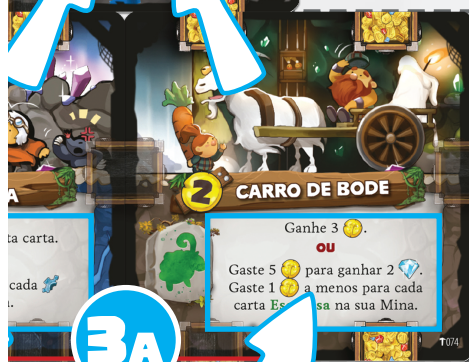 A
ta carta.
cada
2 CARRO DE BODE
Ganhe 3.
OU
Gaste 5 para ganhar 2.
Gaste 1 a menos para cada
carta na sua Mina.
T074
3A